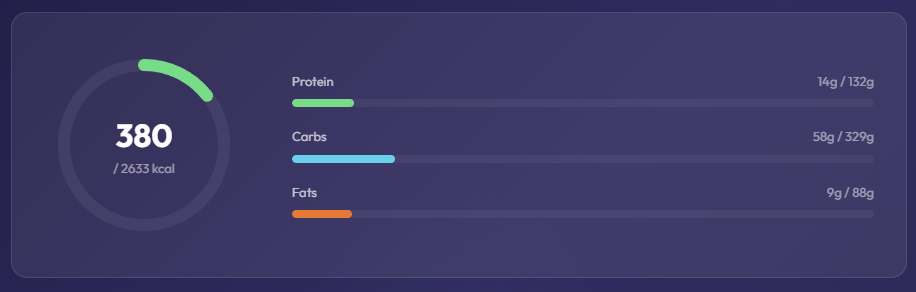 380
/ 2633 kcal
Protein 14g / 132g
Carbs 58g / 329g
Fats 9g / 88g